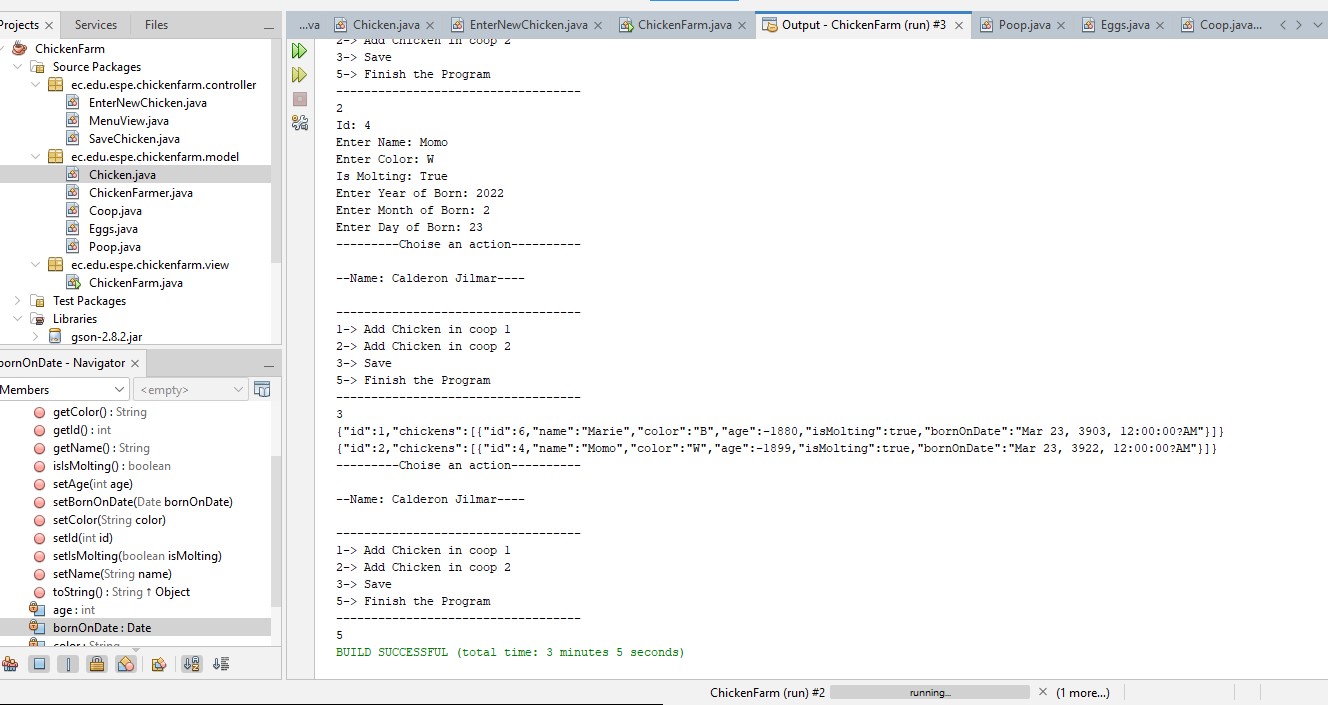 Projects × Services Files
...va Chicken.java × EnterNewChicken.java × ChickenFarm.java × Output - ChickenFarm (run) #3 × Poop.java × Eggs.java × Coop.java...
ChickenFarm
Source Packages
ec.edu.espe.chickenfarm.controller
EnterNewChicken.java
MenuView.java
SaveChicken.java
ec.edu.espe.chickenfarm.model
Chicken.java
ChickenFarmer.java
Coop.java
Eggs.java
Poop.java
ec.edu.espe.chickenfarm.view
ChickenFarm.java
Test Packages
Libraries
gson-2.8.2.jar
bornOnDate - Navigator ×
Members <empty>
getColor() : String
getId() : int
getName() : String
isIsMolting() : boolean
setAge(int age)
setBornOnDate(Date bornOnDate)
setColor(String color)
setId(int id)
setIsMolting(boolean isMolting)
setName(String name)
toString() : String ↑ Object
age : int
bornOnDate : Date
color : String
2-> Add Chicken in coop 2
3-> Save
5-> Finish the Program
-----------------------------------
2
Id: 4
Enter Name: Momo
Enter Color: W
Is Molting: True
Enter Year of Born: 2022
Enter Month of Born: 2
Enter Day of Born: 23
---------Choise an action----------
--Name: Calderon Jilmar----
-----------------------------------
1-> Add Chicken in coop 1
2-> Add Chicken in coop 2
3-> Save
5-> Finish the Program
-----------------------------------
3
{"id":1,"chickens":[{"id":6,"name":"Marie","color":"B","age":-1880,"isMolting":true,"bornOnDate":"Mar 23, 3903, 12:00:00?AM"}]}
{"id":2,"chickens":[{"id":4,"name":"Momo","color":"W","age":-1899,"isMolting":true,"bornOnDate":"Mar 23, 3922, 12:00:00?AM"}]}
---------Choise an action----------
--Name: Calderon Jilmar----
-----------------------------------
1-> Add Chicken in coop 1
2-> Add Chicken in coop 2
3-> Save
5-> Finish the Program
-----------------------------------
5
BUILD SUCCESSFUL (total time: 3 minutes 5 seconds)
ChickenFarm (run) #2 running... × (1 more...)